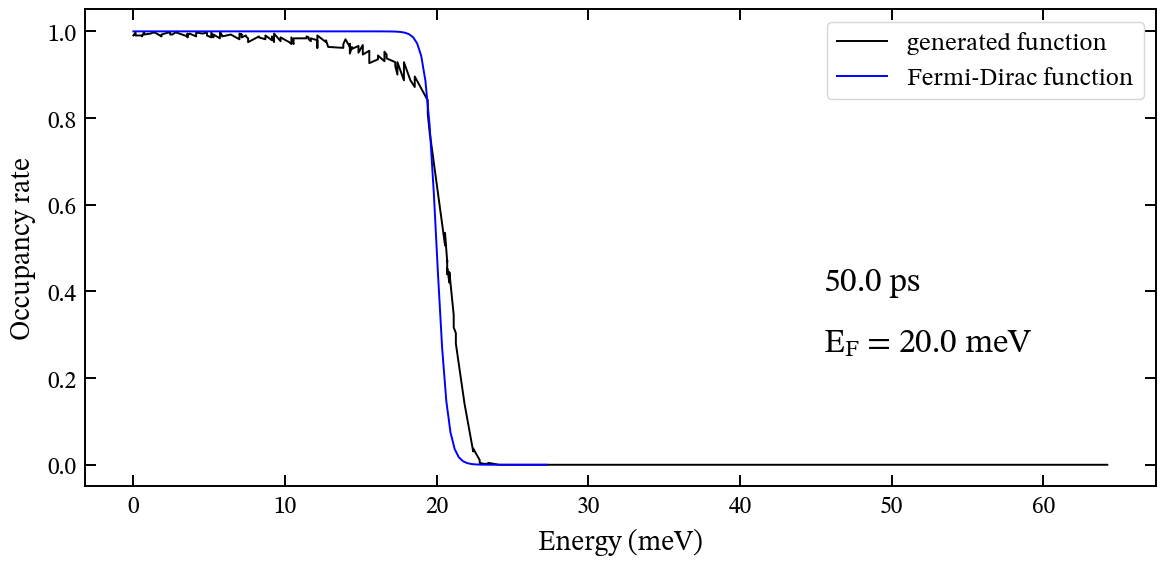 generated function
Fermi-Dirac function
Occupancy rate
1.0
0.8
0.6
0.4
0.2
0.0
50.0 ps
E_F = 20.0 meV
0 10 20 30 40 50 60
Energy (meV)